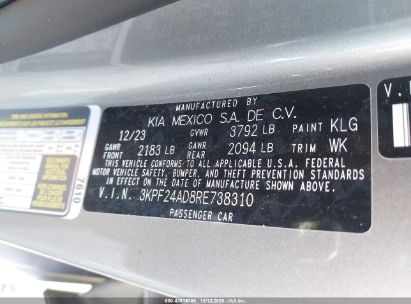 MANUFACTURED BY
KIA MEXICO S.A. DE C.V.
12/23 GVWR 3792 LB PAINT KLG
GAWR FRONT 2183 LB GAWR REAR 2094 LB TRIM WK
THIS VEHICLE CONFORMS TO ALL APPLICABLE U.S.A. FEDERAL
MOTOR VEHICLE SAFETY, BUMPER, AND THEFT PREVENTION STANDARDS
IN EFFECT ON THE DATE OF MANUFACTURE SHOWN ABOVE.
V.I.N. 3KPF24AD8RE738310
PASSENGER CAR
7610
V.I.